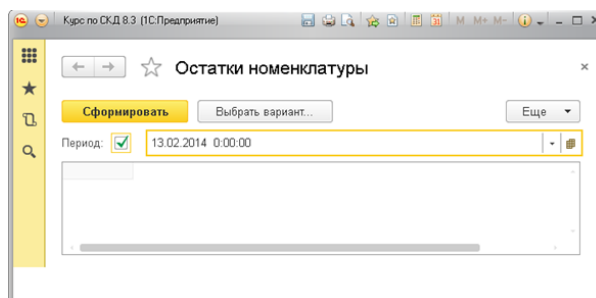 Курс по СКД 8.3 (1С:Предприятие)
M M+ M-
Остатки номенклатуры
Сформировать Выбрать вариант... Еще
Период: 13.02.2014 0:00:00